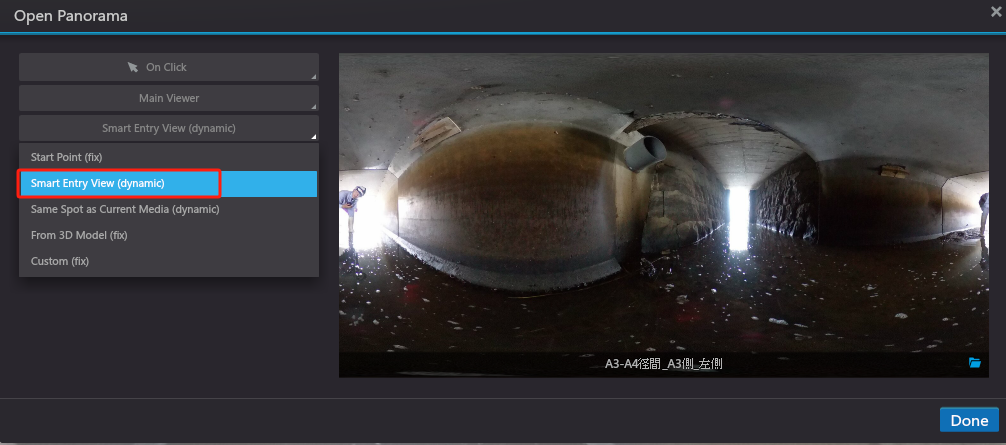 Open Panorama
On Click
Main Viewer
Smart Entry View (dynamic)
Start Point (fix)
Smart Entry View (dynamic)
Same Spot as Current Media (dynamic)
From 3D Model (fix)
Custom (fix)
A3-A4径間_A3側_左側
Done